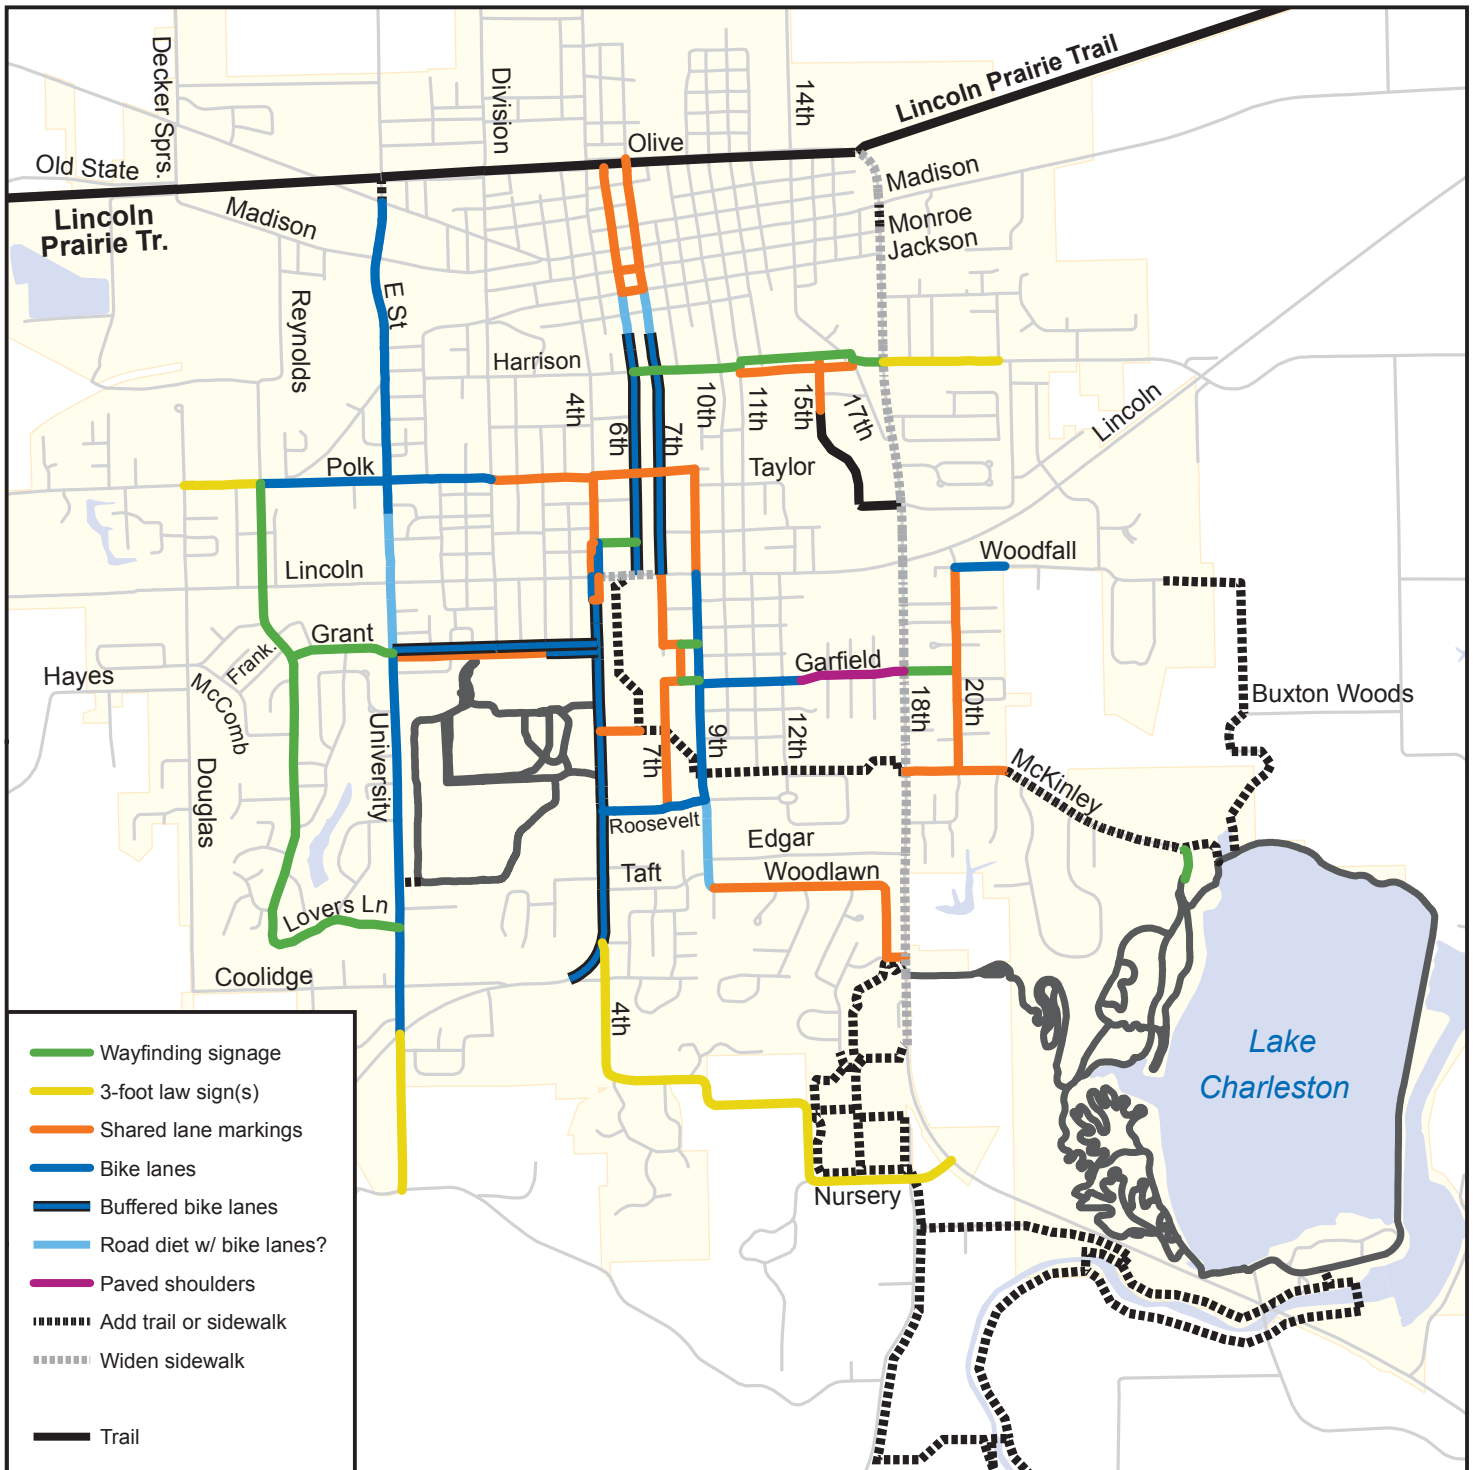 Decker Sprs.
Division
14th
Lincoln Prairie Trail
Olive
Old State
Lincoln
Prairie Tr.
Madison
Madison
Monroe
Jackson
E St
Reynolds
Harrison
4th
6th
7th
10th
11th
15th
17th
Lincoln
Polk
Taylor
Lincoln
Woodfall
Grant
Frank.
Hayes
McComb
Garfield
18th
20th
Buxton Woods
University
Douglas
7th
9th
12th
McKinley
Roosevelt
Edgar
Taft
Woodlawn
Lovers Ln
Coolidge
4th
Lake
Charleston
Nursery
Wayfinding signage
3-foot law sign(s)
Shared lane markings
Bike lanes
Buffered bike lanes
Road diet w/ bike lanes?
Paved shoulders
Add trail or sidewalk
Widen sidewalk
Trail